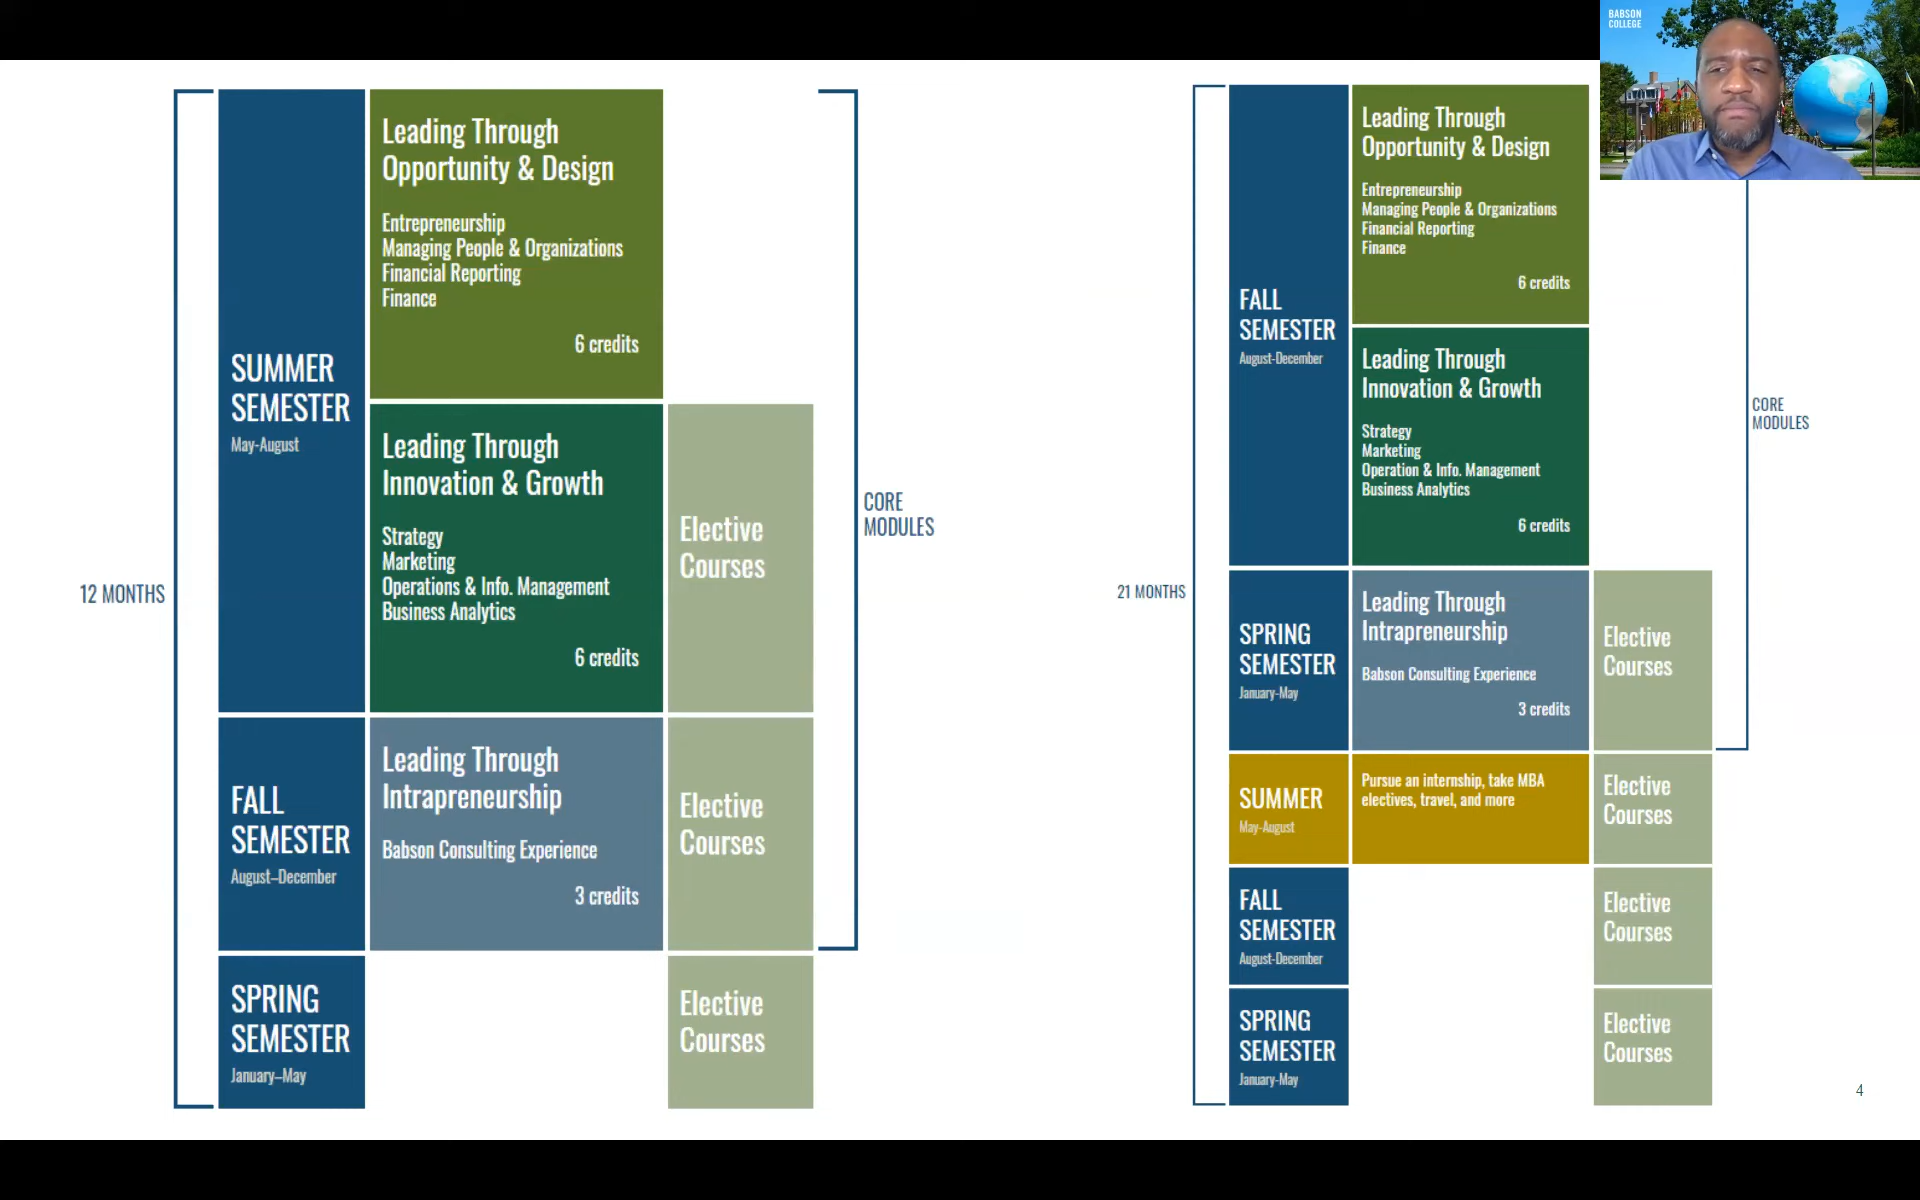 BABSON
COLLEGE
12 MONTHS
SUMMER
SEMESTER
May-August
Leading Through
Opportunity & Design
Entrepreneurship
Managing People & Organizations
Financial Reporting
Finance
6 credits
Leading Through
Innovation & Growth
Strategy
Marketing
Operations & Info. Management
Business Analytics
6 credits
Elective
Courses
FALL
SEMESTER
August–December
Leading Through
Intrapreneurship
Babson Consulting Experience
3 credits
Elective
Courses
SPRING
SEMESTER
January–May
Elective
Courses
CORE
MODULES
21 MONTHS
FALL
SEMESTER
August-December
Leading Through
Opportunity & Design
Entrepreneurship
Managing People & Organizations
Financial Reporting
Finance
6 credits
Leading Through
Innovation & Growth
Strategy
Marketing
Operation & Info. Management
Business Analytics
6 credits
SPRING
SEMESTER
January-May
Leading Through
Intrapreneurship
Babson Consulting Experience
3 credits
Elective
Courses
CORE
MODULES
SUMMER
May-August
Pursue an internship, take MBA
electives, travel, and more
Elective
Courses
FALL
SEMESTER
August-December
Elective
Courses
SPRING
SEMESTER
January-May
Elective
Courses
4